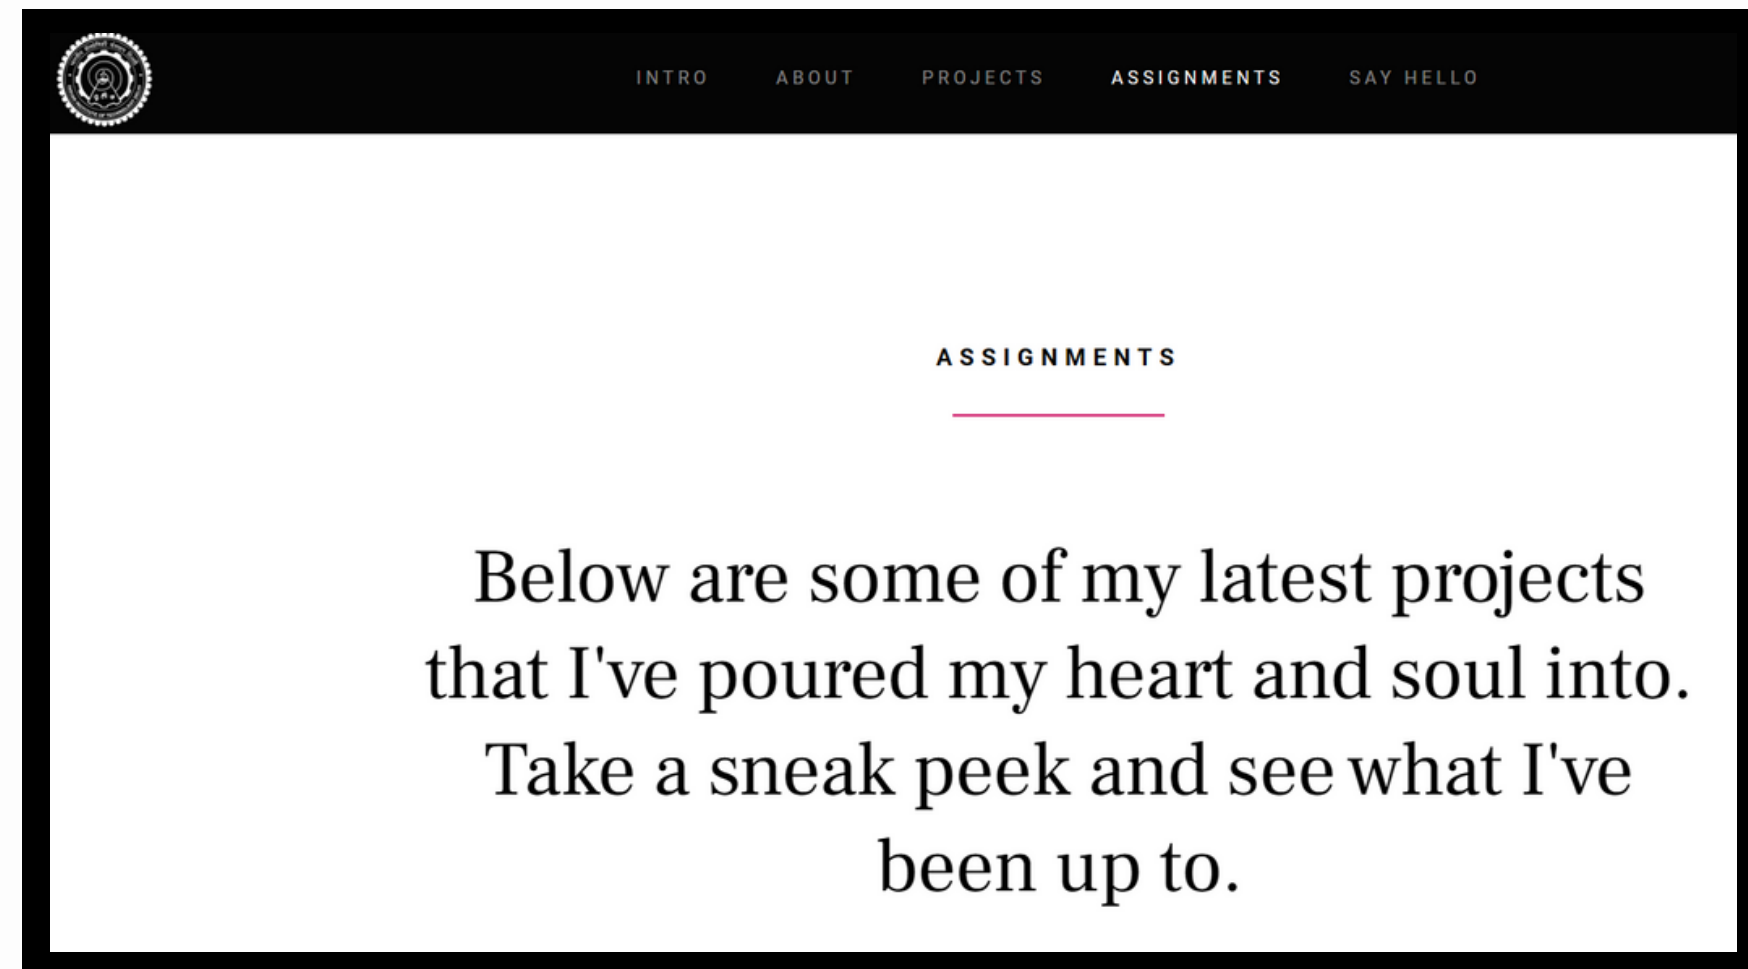 INTRO ABOUT PROJECTS ASSIGNMENTS SAY HELLO
ASSIGNMENTS
Below are some of my latest projects
that I've poured my heart and soul into.
Take a sneak peek and see what I've
been up to.